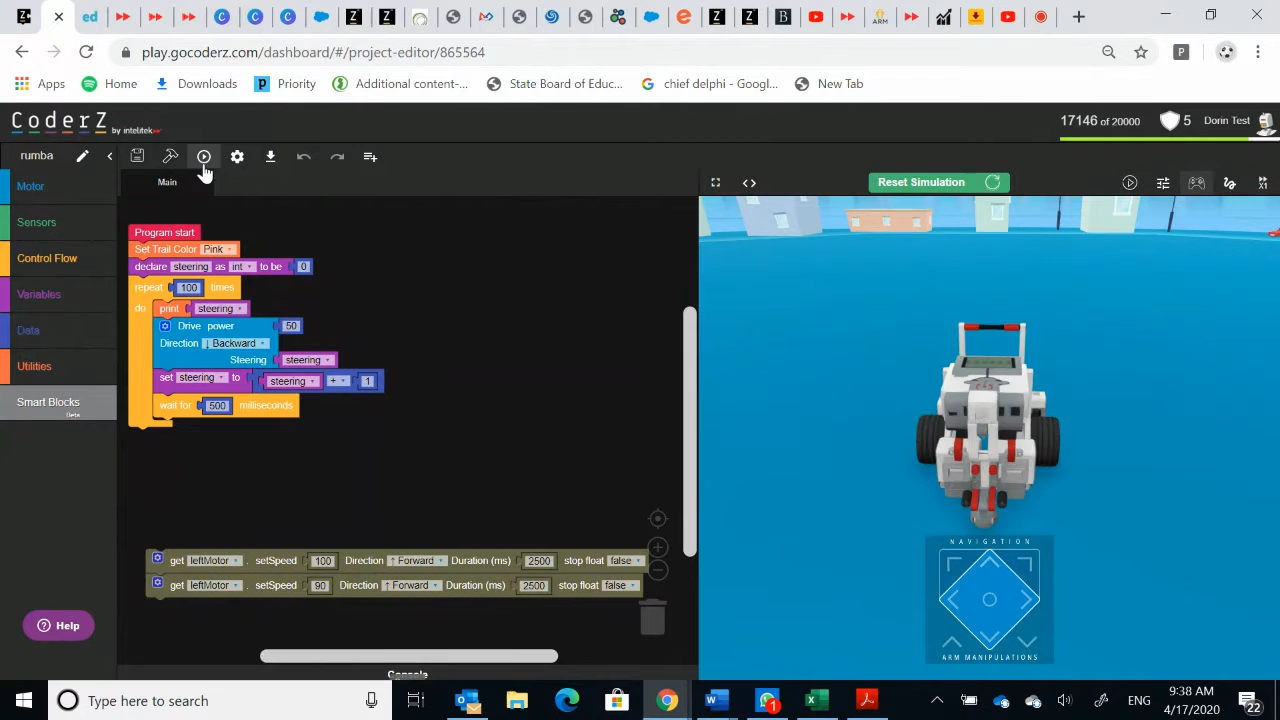 ed
C
C
C
Z
Z
Z
Z
B
ARM
play.gocoderz.com/dashboard/#/project-editor/865564
P
Apps
Home
Downloads
Priority
Additional content-...
State Board of Educ...
chief delphi - Googl...
New Tab
CoderZ by intelitek
17146 of 20000
5
Dorin Test
rumba
Main
Reset Simulation
x1
Motor
Sensors
Control Flow
Variables
Data
Utilities
Smart Blocks
Beta
Program start
Set Trail Color Pink
declare steering as int to be 0
repeat 100 times
do print steering
Drive power 50
Direction ↓ Backward
Steering steering
set steering to steering + 1
wait for 500 milliseconds
get leftMotor . setSpeed 100 Direction ↑ Forward Duration (ms) 2500 stop float false
get leftMotor . setSpeed 90 Direction ↑ Forward Duration (ms) 2500 stop float false
NAVIGATION
ARM MANIPULATIONS
Help
Console
Type here to search
ENG
9:38 AM
4/17/2020
22
1